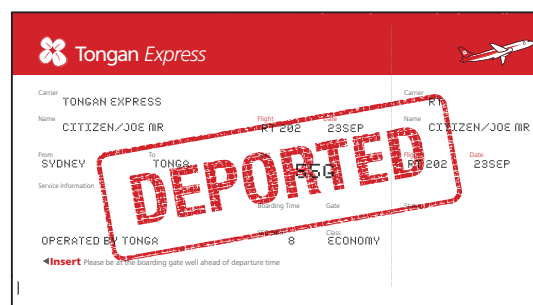 Tongan Express
Carrier Carrier
TONGAN EXPRESS RT
Name Flight Date Name
CITIZEN/JOE MR RT 202 23SEP CITIZEN/JOE MR
From To Flight Date
SYDNEY TONGA 55G RT 202 23SEP
Service Information
DEPORTED
Boarding Time Gate
Class
OPERATED BY TONGA 8 ECONOMY
Insert Please be at the boarding gate well ahead of departure time